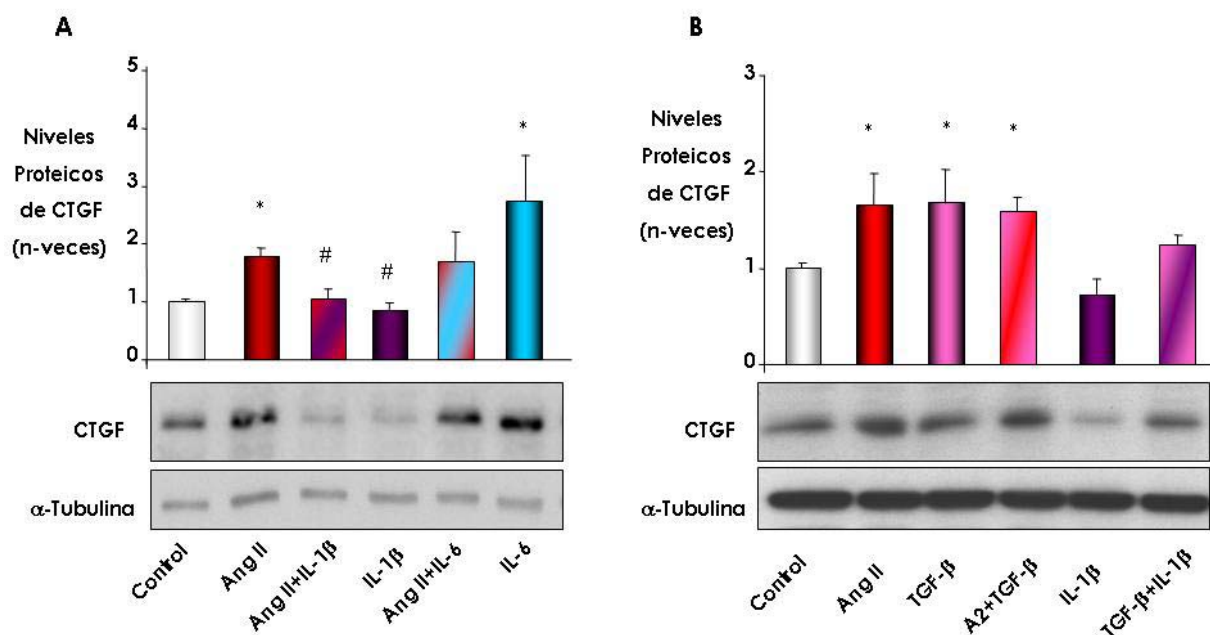 A
Niveles
Proteicos
de CTGF
(n-veces)
5
4
3
2
1
0
*
#
#
*
CTGF
α-Tubulina
Control
Ang II
Ang II+IL-1β
IL-1β
Ang II+IL-6
IL-6
B
Niveles
Proteicos
de CTGF
(n-veces)
3
2
1
0
*
*
*
CTGF
α-Tubulina
Control
Ang II
TGF-β
A2+TGF-β
IL-1β
TGF-β+IL-1β